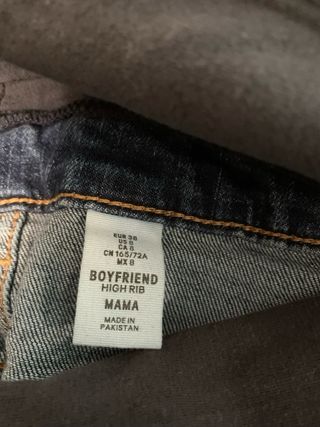 EUR 38
US 8
CA 8
CN 165/72A
MX 8
BOYFRIEND
HIGH RIB
MAMA
MADE IN
PAKISTAN